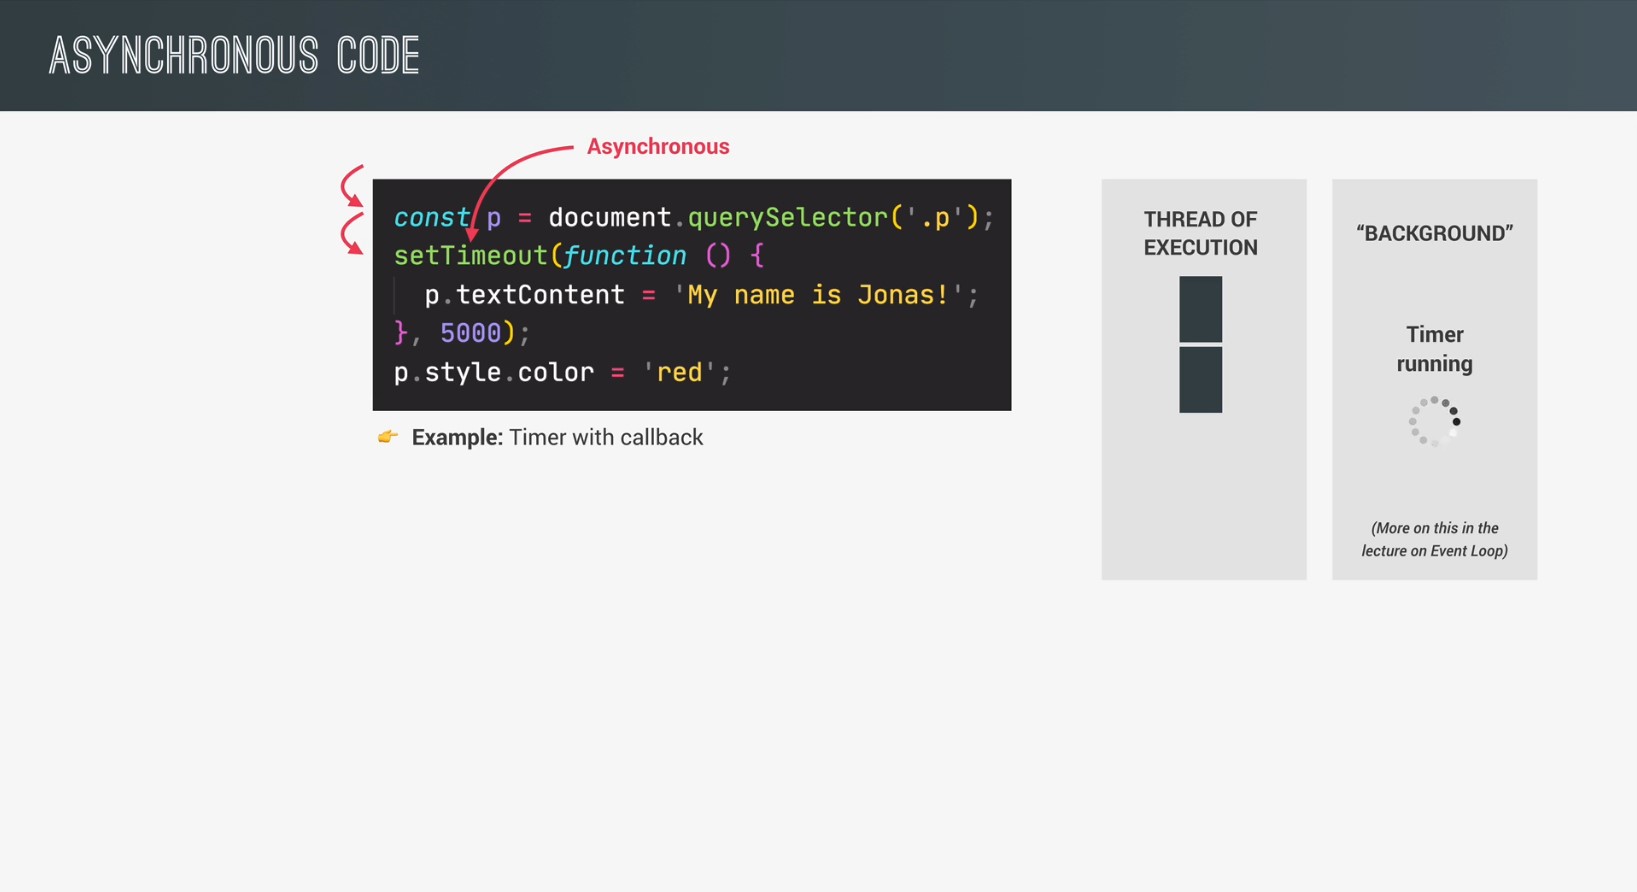 ASYNCHRONOUS CODE
Asynchronous
const p = document.querySelector('.p');
setTimeout(function () {
p.textContent = 'My name is Jonas!';
}, 5000);
p.style.color = 'red';
👉 Example: Timer with callback
THREAD OF
EXECUTION
“BACKGROUND”
Timer
running
(More on this in the
lecture on Event Loop)